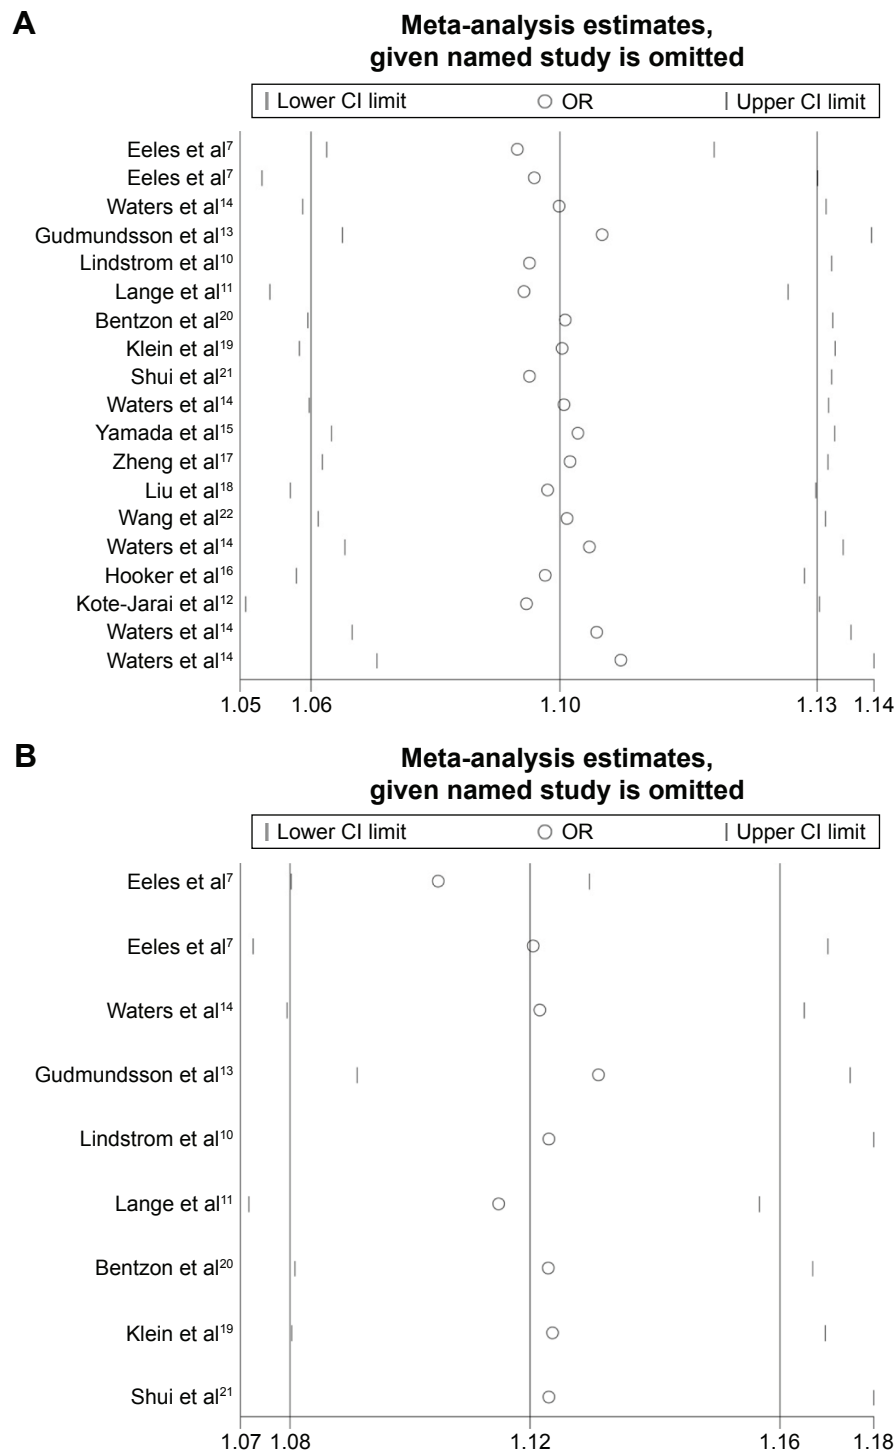 A
Meta-analysis estimates,
given named study is omitted
Lower CI limit OR Upper CI limit
Eeles et al⁷
Eeles et al⁷
Waters et al¹⁴
Gudmundsson et al¹³
Lindstrom et al¹⁰
Lange et al¹¹
Bentzon et al²⁰
Klein et al¹⁹
Shui et al²¹
Waters et al¹⁴
Yamada et al¹⁵
Zheng et al¹⁷
Liu et al¹⁸
Wang et al²²
Waters et al¹⁴
Hooker et al¹⁶
Kote-Jarai et al¹²
Waters et al¹⁴
Waters et al¹⁴
1.05 1.06 1.10 1.13 1.14
B
Meta-analysis estimates,
given named study is omitted
Lower CI limit OR Upper CI limit
Eeles et al⁷
Eeles et al⁷
Waters et al¹⁴
Gudmundsson et al¹³
Lindstrom et al¹⁰
Lange et al¹¹
Bentzon et al²⁰
Klein et al¹⁹
Shui et al²¹
1.07 1.08 1.12 1.16 1.18